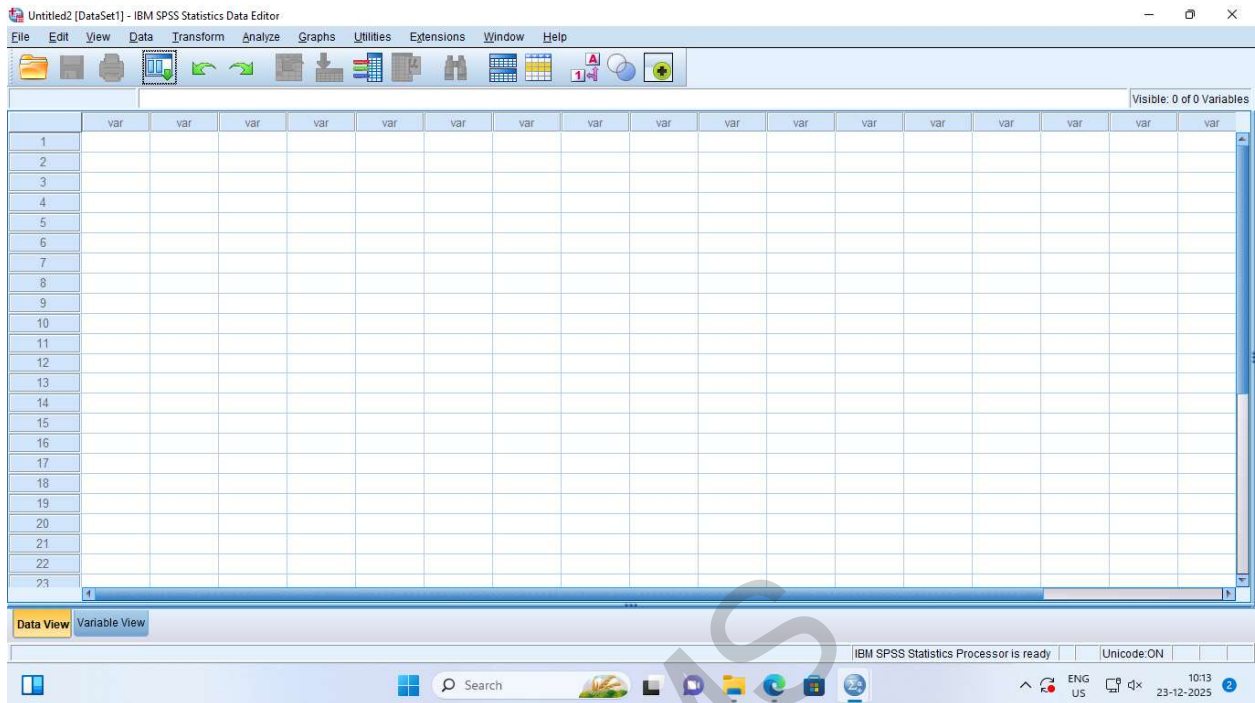 Untitled2 [DataSet1] - IBM SPSS Statistics Data Editor
File Edit View Data Transform Analyze Graphs Utilities Extensions Window Help
Visible: 0 of 0 Variables
var var var var var var var var var var var var var var var var var
1
2
3
4
5
6
7
8
9
10
11
12
13
14
15
16
17
18
19
20
21
22
23
Data View Variable View
IBM SPSS Statistics Processor is ready Unicode:ON
Search ENG 10:13
US 23-12-2025 2